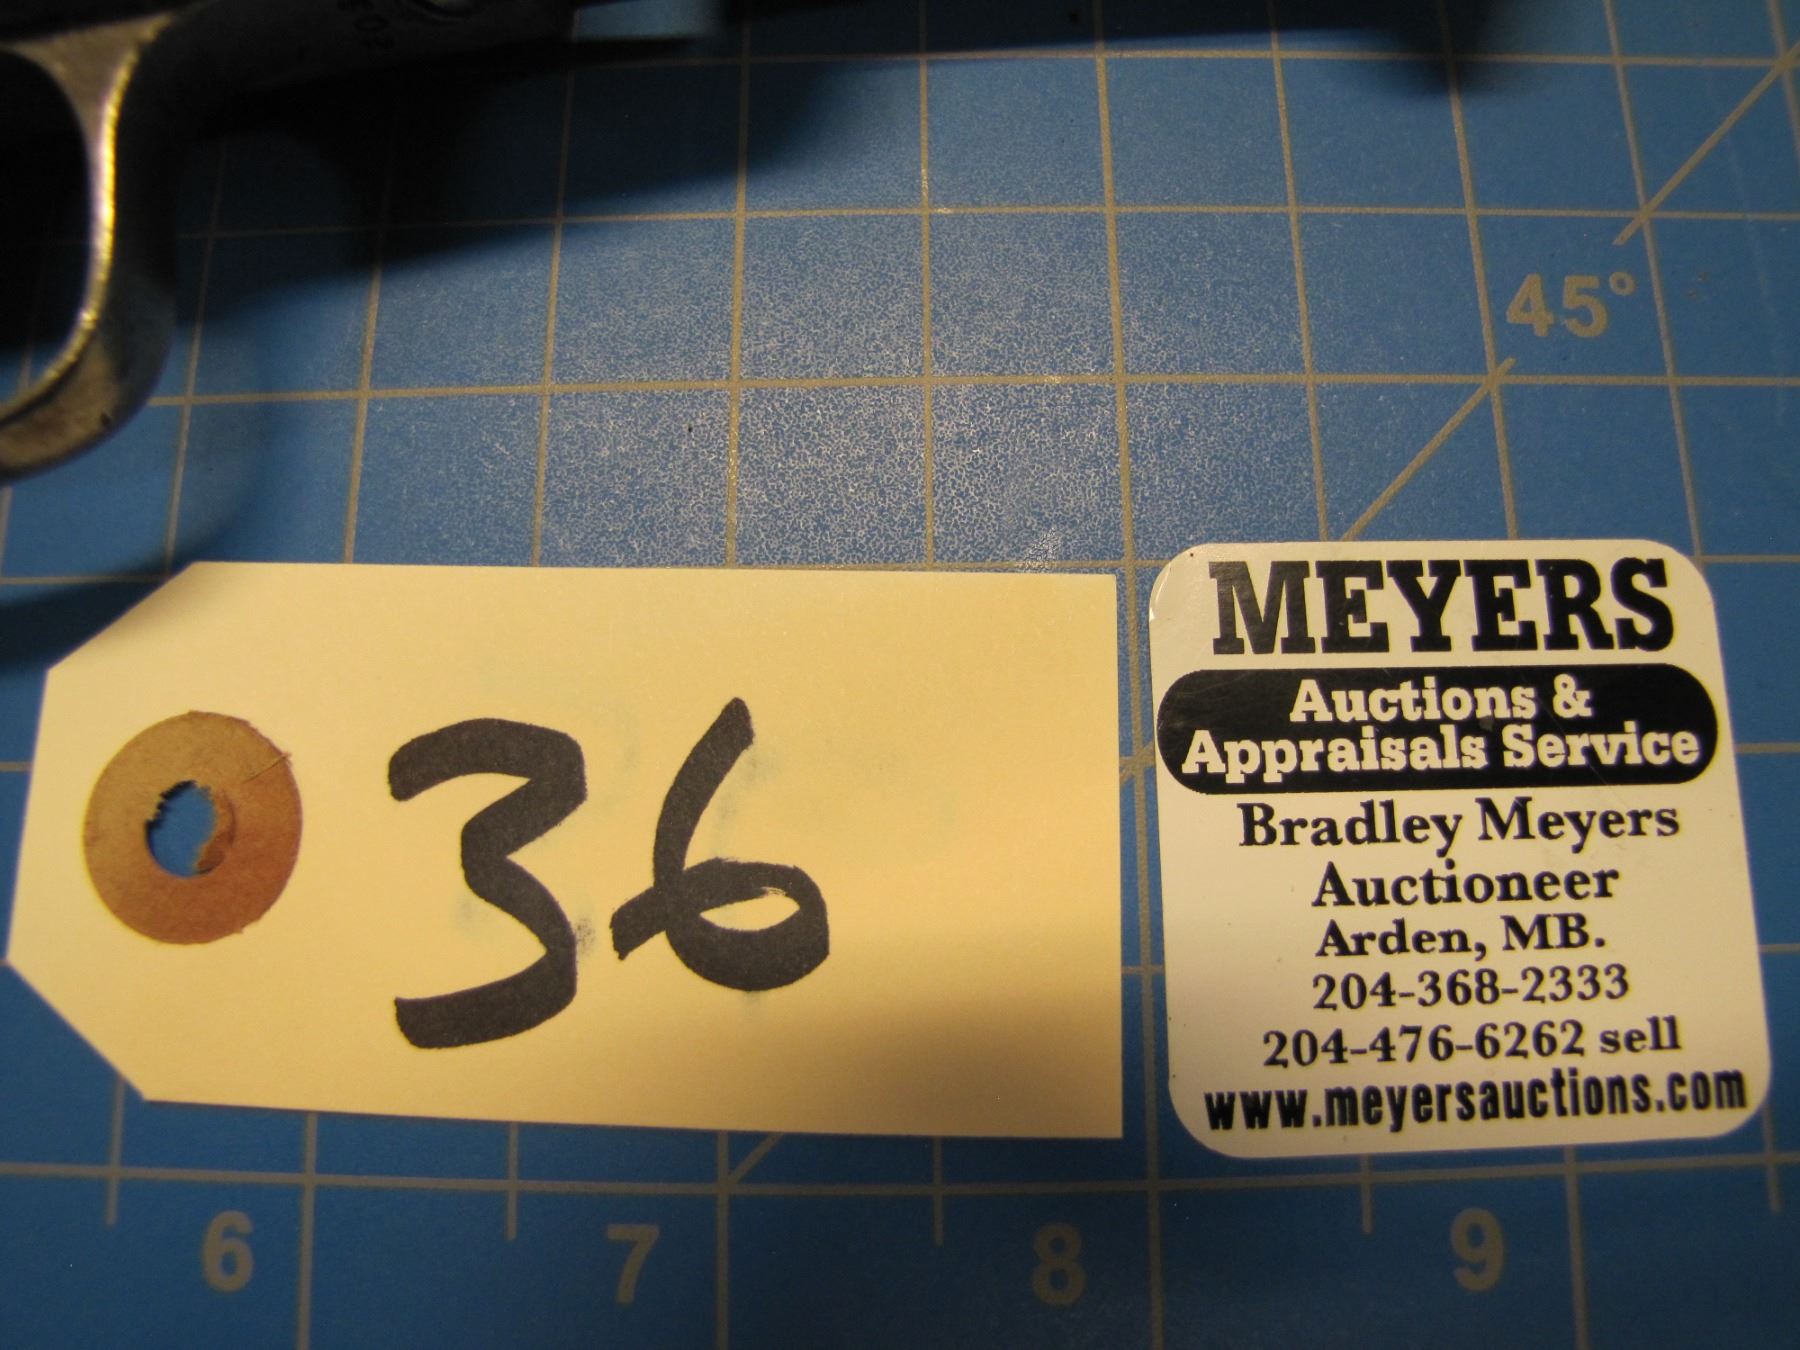 45°
36
MEYERS
Auctions &
Appraisals Service
Bradley Meyers
Auctioneer
Arden, MB.
204-368-2333
204-476-6262 sell
www.meyersauctions.com
6 7 8 9